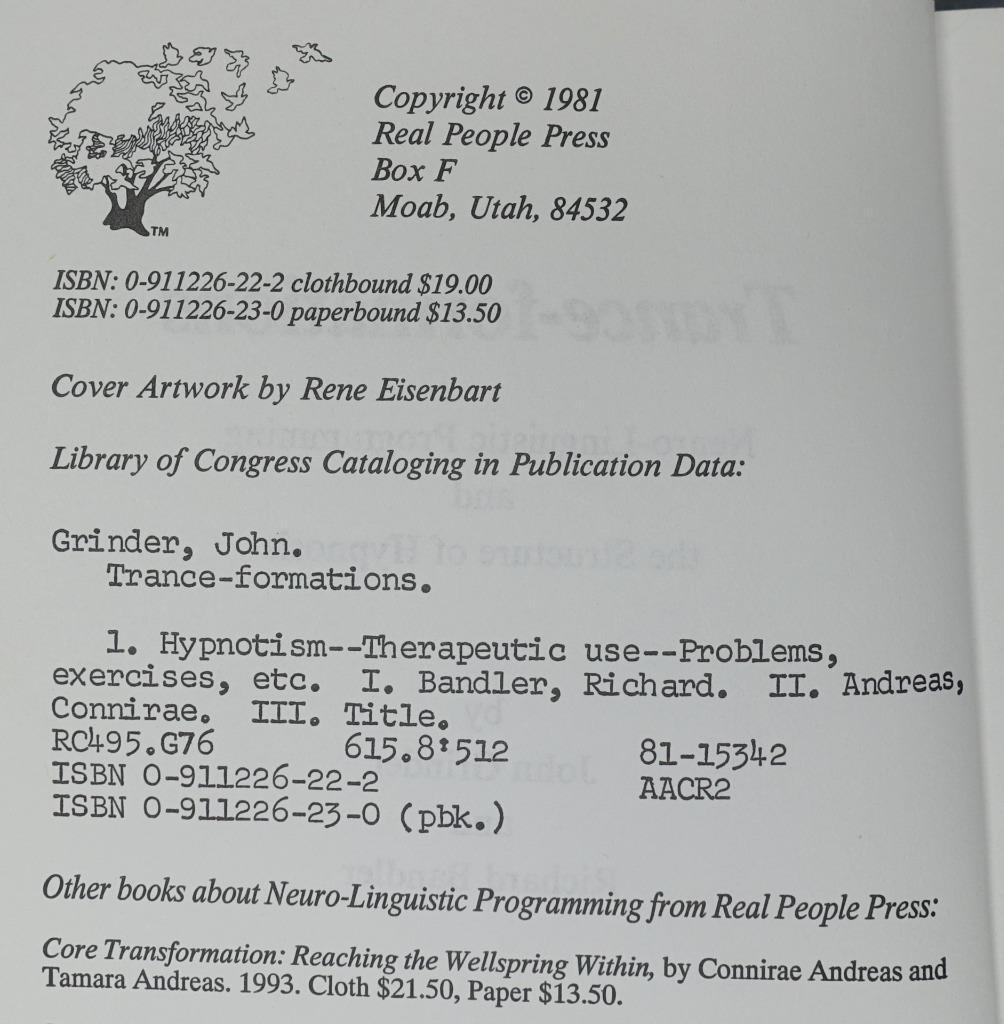 Copyright © 1981
Real People Press
Box F
Moab, Utah, 84532
TM
ISBN: 0-911226-22-2 clothbound $19.00
ISBN: 0-911226-23-0 paperbound $13.50
Cover Artwork by Rene Eisenbart
Library of Congress Cataloging in Publication Data:
Grinder, John.
Trance-formations.
1. Hypnotism--Therapeutic use--Problems,
exercises, etc. I. Bandler, Richard. II. Andreas,
Connirae. III. Title.
RC495.G76 615.8'512 81-15342
ISBN 0-911226-22-2 AACR2
ISBN 0-911226-23-0 (pbk.)
Other books about Neuro-Linguistic Programming from Real People Press:
Core Transformation: Reaching the Wellspring Within, by Connirae Andreas and
Tamara Andreas. 1993. Cloth $21.50, Paper $13.50.